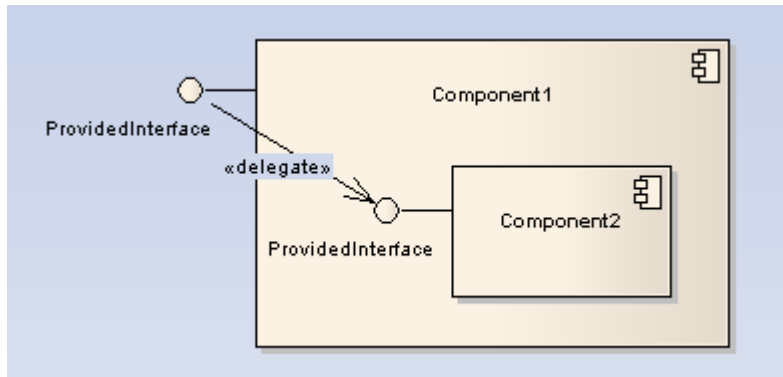 Component1
ProvidedInterface
«delegate»
Component2
ProvidedInterface